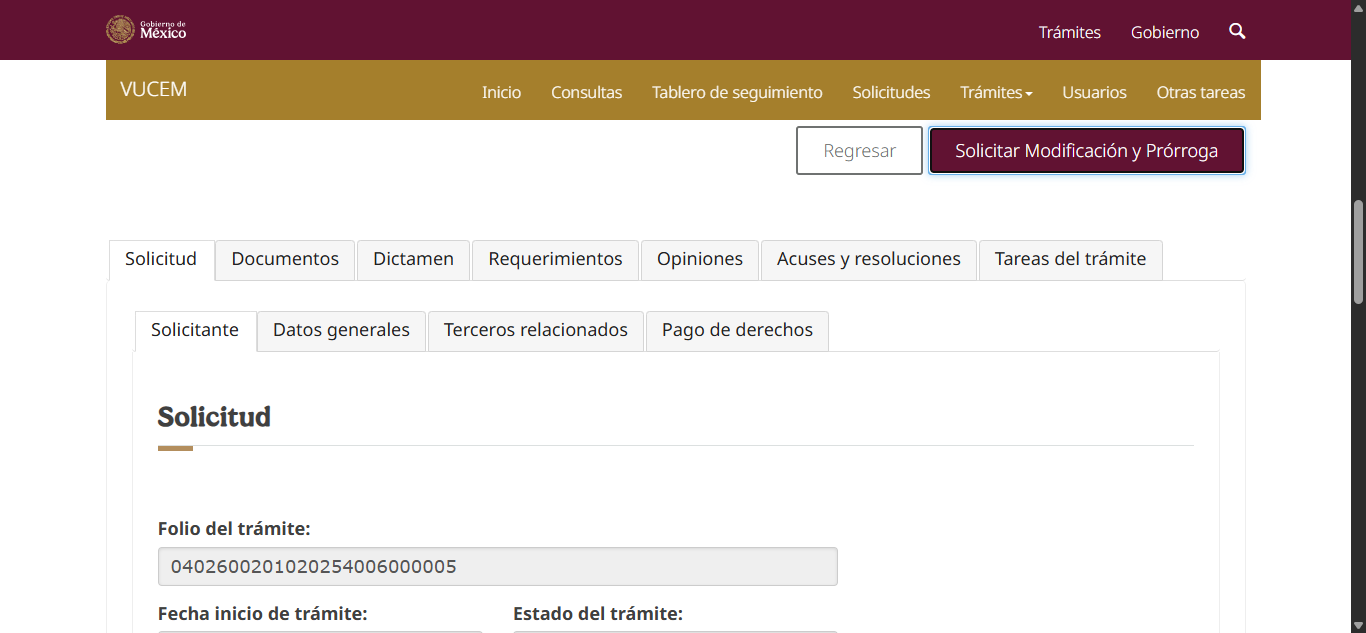 Gobierno de
México
Trámites
Gobierno
VUCEM
Inicio
Consultas
Tablero de seguimiento
Solicitudes
Trámites
Usuarios
Otras tareas
Regresar
Solicitar Modificación y Prórroga
Solicitud
Documentos
Dictamen
Requerimientos
Opiniones
Acuses y resoluciones
Tareas del trámite
Solicitante
Datos generales
Terceros relacionados
Pago de derechos
Solicitud
Folio del trámite:
0402600201020254006000005
Fecha inicio de trámite:
Estado del trámite: